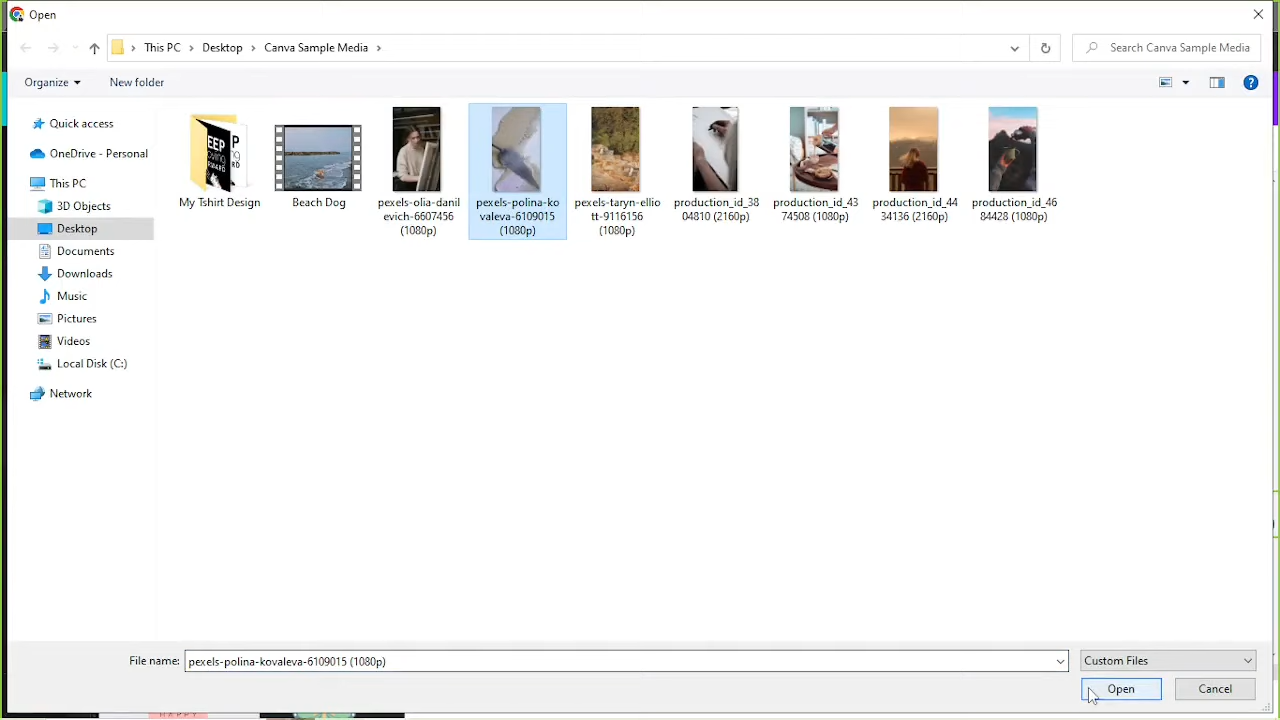 Open
This PC
Desktop
Canva Sample Media
Search Canva Sample Media
Organize
New folder
Quick access
OneDrive - Personal
This PC
3D Objects
Desktop
Documents
Downloads
Music
Pictures
Videos
Local Disk (C:)
Network
EEP
My Tshirt Design
Beach Dog
pexels-olia-danil
evich-6607456
(1080p)
pexels-polina-ko
valeva-6109015
(1080p)
pexels-taryn-ellio
tt-9116156
(1080p)
production_id_38
04810 (2160p)
production_id_43
74508 (1080p)
production_id_44
34136 (2160p)
production_id_46
84428 (1080p)
File name:
pexels-polina-kovaleva-6109015 (1080p)
Custom Files
Open
Cancel